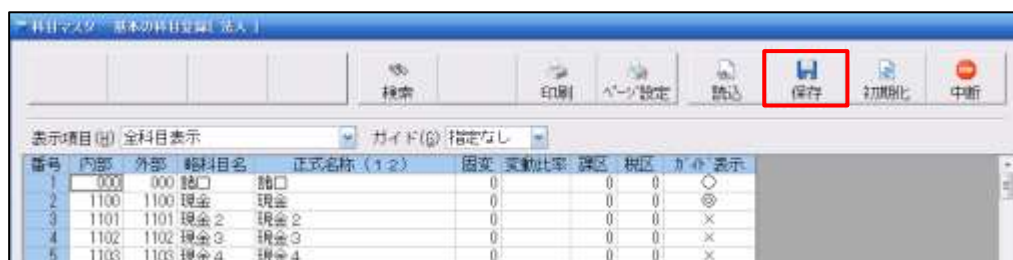 科目マスター 基本の科目登録[ 法人 ]
検索 印刷 ページ設定 読込 保存 初期化 中断
表示項目(H) 全科目表示 ガイド(G) 指定なし
番号 内部 外部 略科目名 正式名称(12) 固変 変動比率 課区 税区 ガイド表示
1 000 000 諸口 諸口 0 0 0 ○
2 1100 1100 現金 現金 0 0 0 ◎
3 1101 1101 現金2 現金2 0 0 0 ×
4 1102 1102 現金3 現金3 0 0 0 ×
5 1103 1103 現金4 現金4 0 0 0 ×